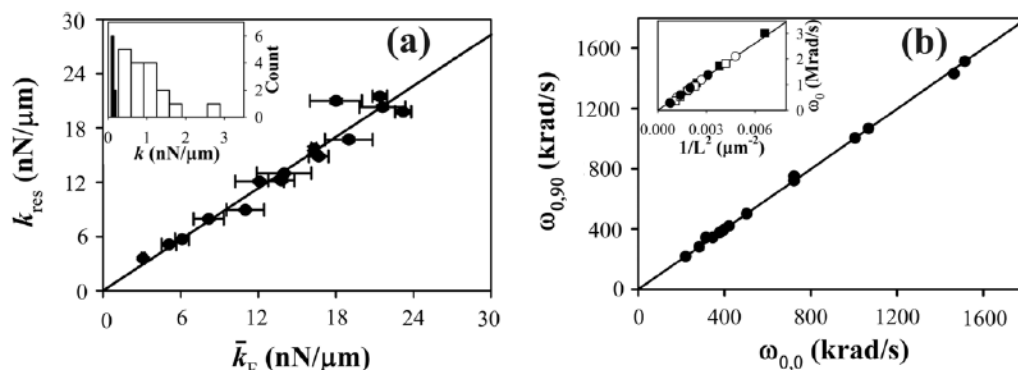 30
(a)
6
4
2
0
Count
0 1 2 3
k (nN/μm)
24
18
12
6
0
k_res (nN/μm)
0 6 12 18 24 30
k̄_F (nN/μm)
(b)
1600
1200
800
400
0
ω_0,90 (krad/s)
3
2
1
0
ω_0 (Mrad/s)
0.000 0.003 0.006
1/L² (μm⁻²)
0 400 800 1200 1600
ω_0,0 (krad/s)